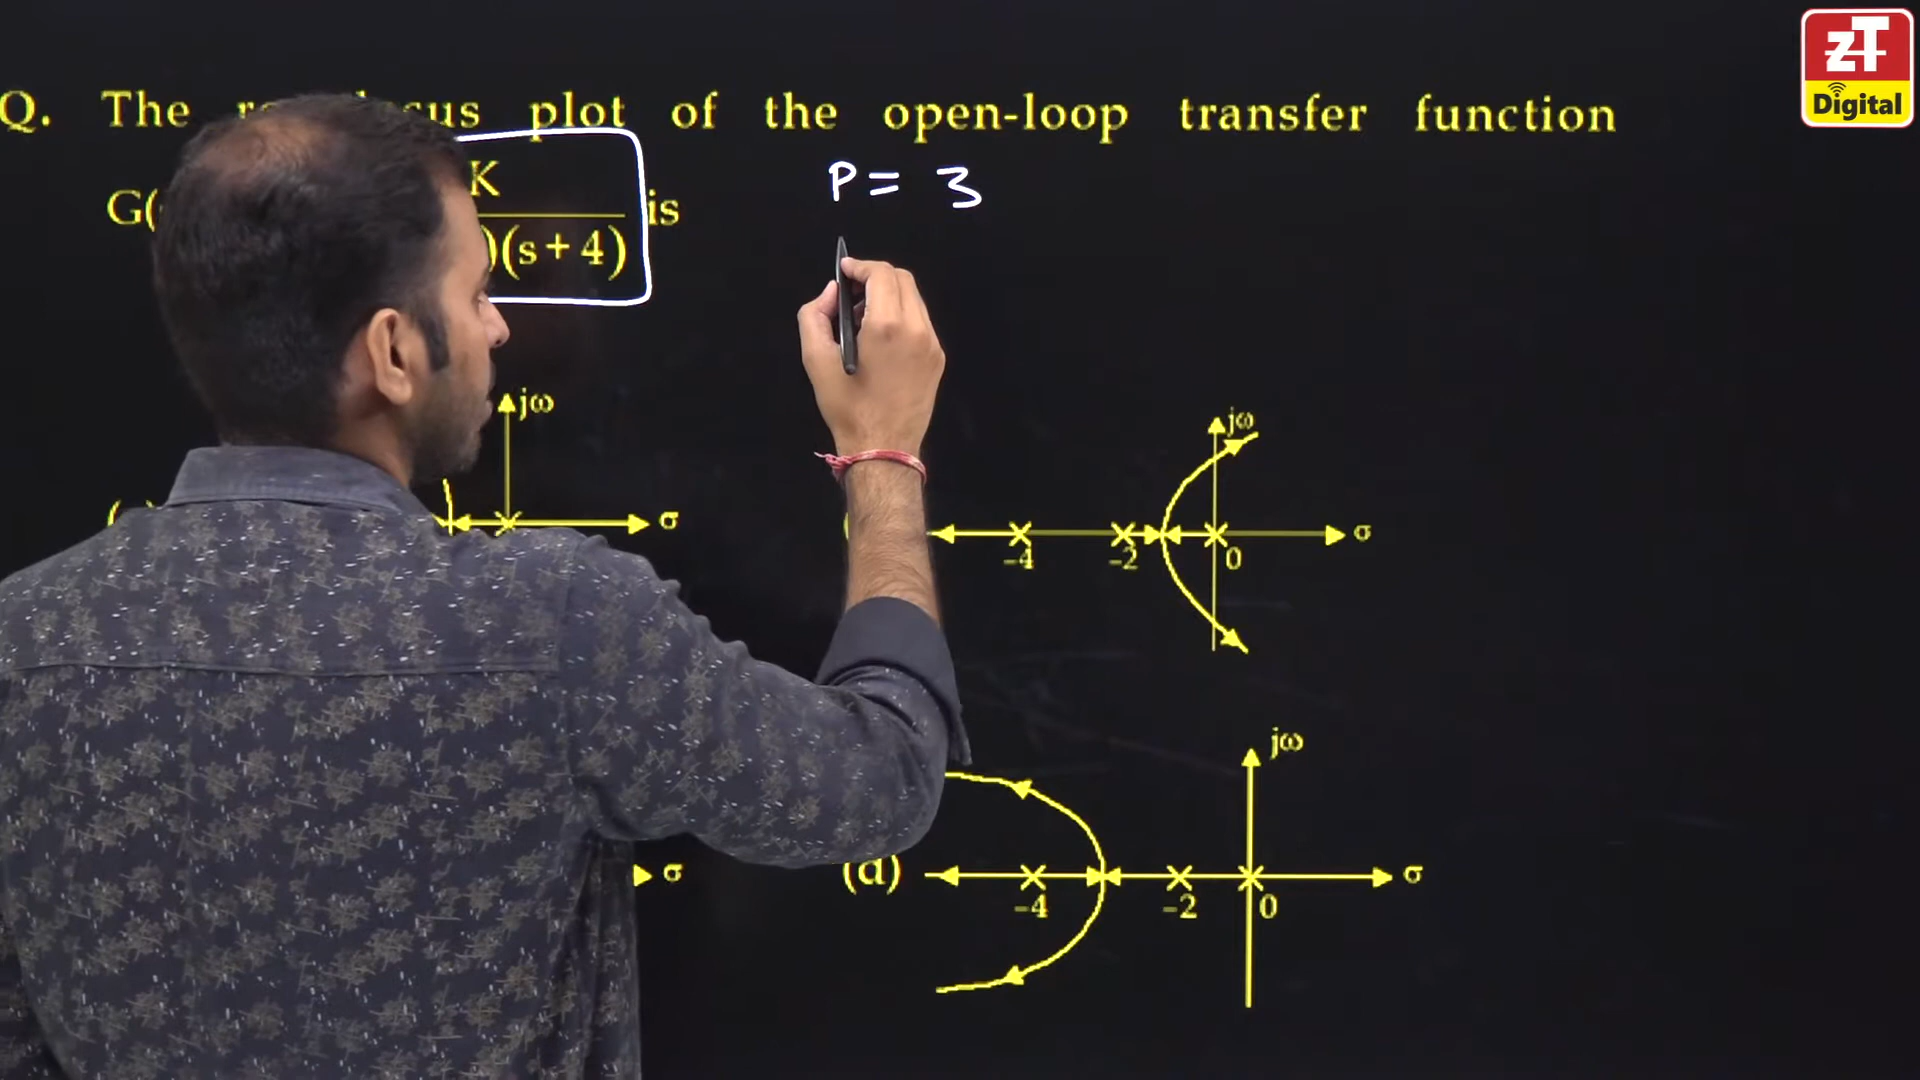 zT
Digital
Q. The plot of the open-loop transfer function
K
G( is
)(s + 4)
P = 3
jω
σ
jω
σ
-4 -2 0
σ
jω
(d) σ
-4 -2 0